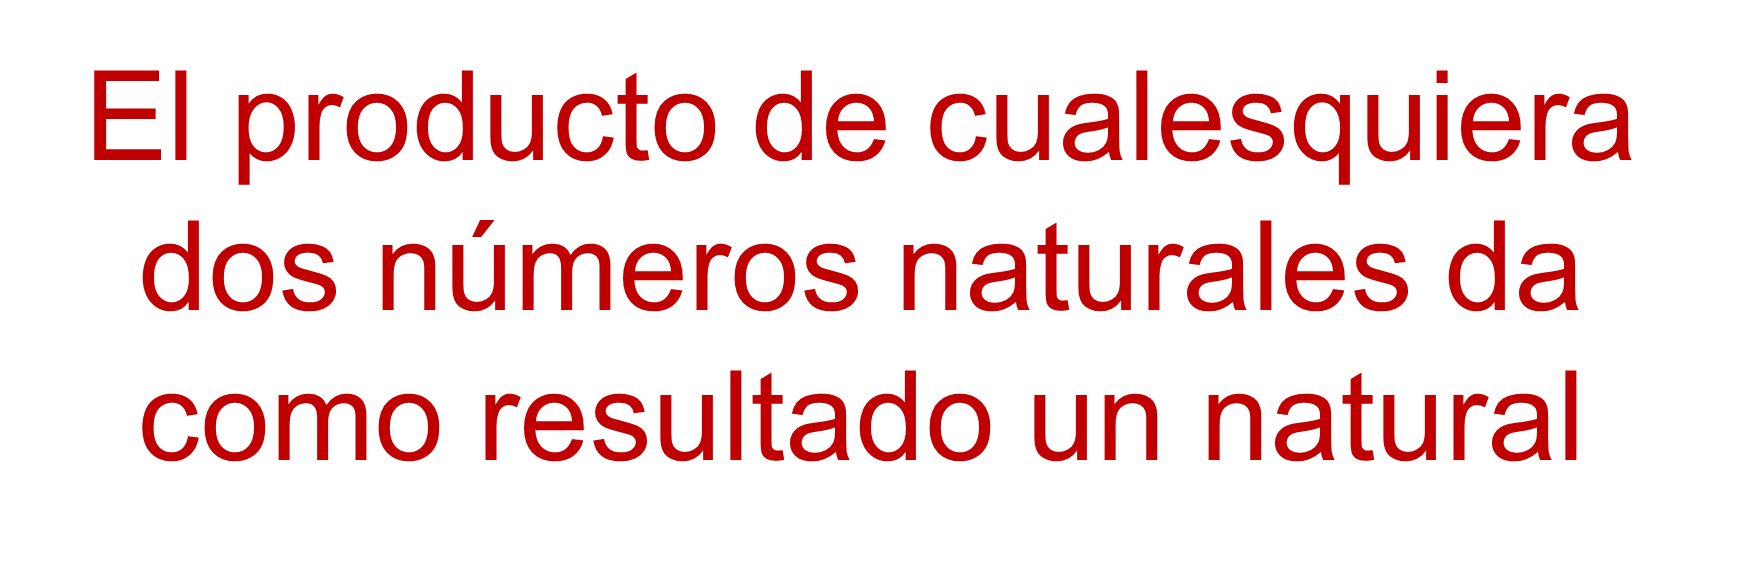 El producto de cualesquiera
dos números naturales da
como resultado un natural